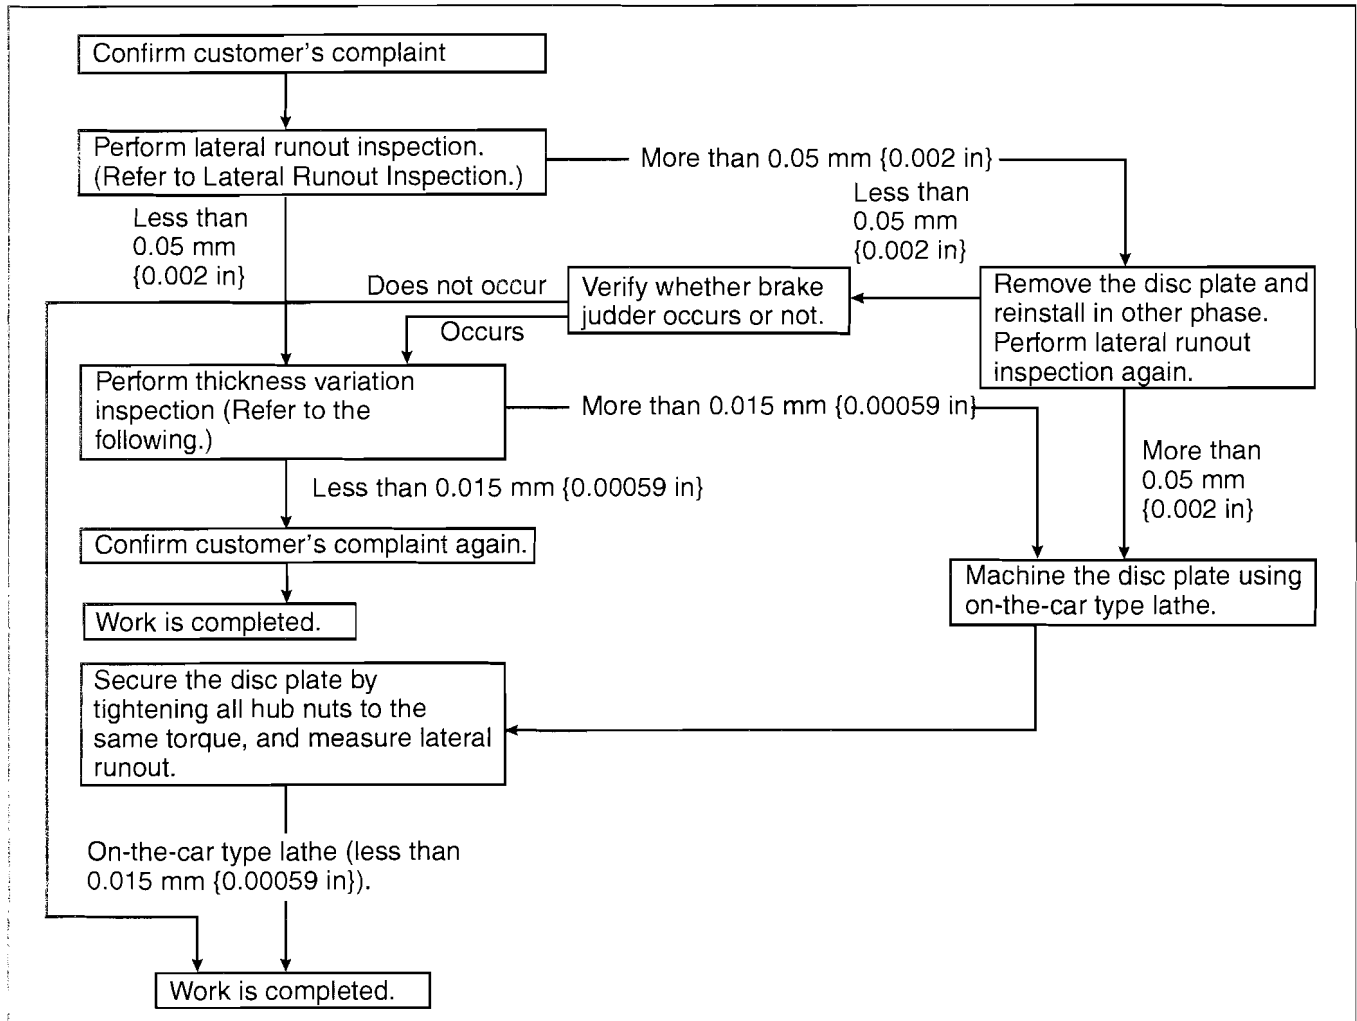 Confirm customer's complaint
Perform lateral runout inspection.
(Refer to Lateral Runout Inspection.)
More than 0.05 mm {0.002 in}
Less than
0.05 mm
{0.002 in}
Less than
0.05 mm
{0.002 in}
Does not occur
Occurs
Verify whether brake
judder occurs or not.
Remove the disc plate and
reinstall in other phase.
Perform lateral runout
inspection again.
Perform thickness variation
inspection (Refer to the
following.)
More than 0.015 mm {0.00059 in}
More than
0.05 mm
{0.002 in}
Less than 0.015 mm {0.00059 in}
Confirm customer's complaint again.
Machine the disc plate using
on-the-car type lathe.
Work is completed.
Secure the disc plate by
tightening all hub nuts to the
same torque, and measure lateral
runout.
On-the-car type lathe (less than
0.015 mm {0.00059 in}).
Work is completed.